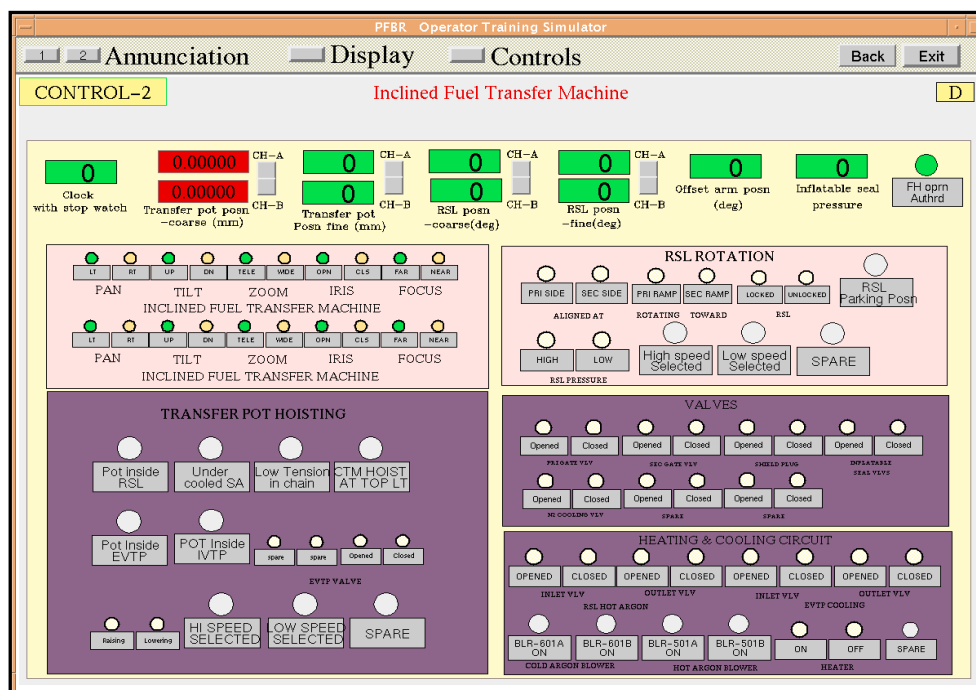 PFBR Operator Training Simulator
1 2 Annunciation Display Controls Back Exit
CONTROL-2 Inclined Fuel Transfer Machine D
0 0.00000 CH-A 0 CH-A 0 CH-A 0 CH-A 0 0
0.00000 CH-B 0 CH-B 0 CH-B 0 CH-B
Clock
with stop watch
Transfer pot posn
-coarse (mm)
Transfer pot
Posn fine (mm)
RSL posn
-coarse(deg)
RSL posn
-fine(deg)
Offset arm posn
(deg)
Inflatable seal
pressure
FH oprn
Authrd
LT RT UP DN TELE WIDE OPN CLS FAR NEAR
PAN TILT ZOOM IRIS FOCUS
INCLINED FUEL TRANSFER MACHINE
LT RT UP DN TELE WIDE OPN CLS FAR NEAR
PAN TILT ZOOM IRIS FOCUS
INCLINED FUEL TRANSFER MACHINE
RSL ROTATION
PRI SIDE SEC SIDE PRI RAMP SEC RAMP LOCKED UNLOCKED
ALIGNED AT ROTATING TOWARD RSL
RSL
Parking Posn
HIGH LOW
RSL PRESSURE
High speed
Selected
Low speed
Selected
SPARE
TRANSFER POT HOISTING
Pot inside
RSL
Under
cooled SA
Low Tension
in chain
CTM HOIST
AT TOP LT
Pot Inside
EVTP
POT Inside
IVTP
spare spare Opened Closed
EVTP VALVE
Raising Lowering
HI SPEED
SELECTED
LOW SPEED
SELECTED
SPARE
VALVES
Opened Closed Opened Closed Opened Closed Opened Closed
PRI GATE VLV SEC GATE VLV SHIELD PLUG INFLATABLE
SEAL VLVS
Opened Closed Opened Closed Opened Closed
NI COOLING VLV SPARE SPARE
HEATING & COOLING CIRCUIT
OPENED CLOSED OPENED CLOSED OPENED CLOSED OPENED CLOSED
INLET VLV OUTLET VLV INLET VLV OUTLET VLV
RSL HOT ARGON EVTP COOLING
BLR-601A
ON
BLR-601B
ON
BLR-501A
ON
BLR-501B
ON
ON OFF SPARE
COLD ARGON BLOWER HOT ARGON BLOWER HEATER